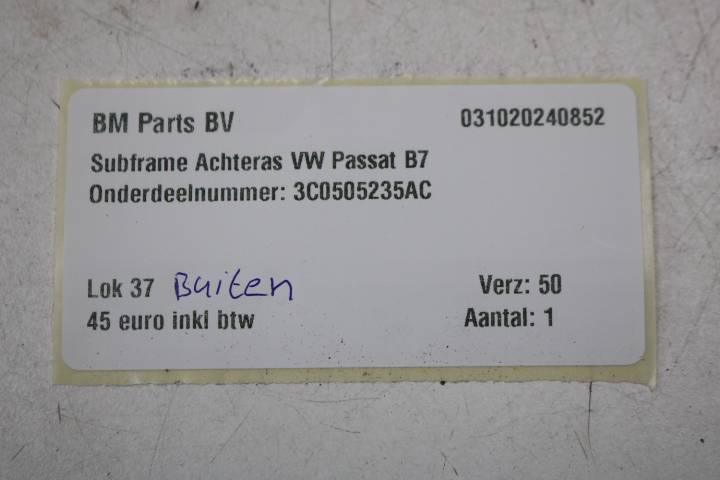 BM Parts BV 031020240852
Subframe Achteras VW Passat B7
Onderdeelnummer: 3C0505235AC
Lok 37 Buiten Verz: 50
45 euro inkl btw Aantal: 1